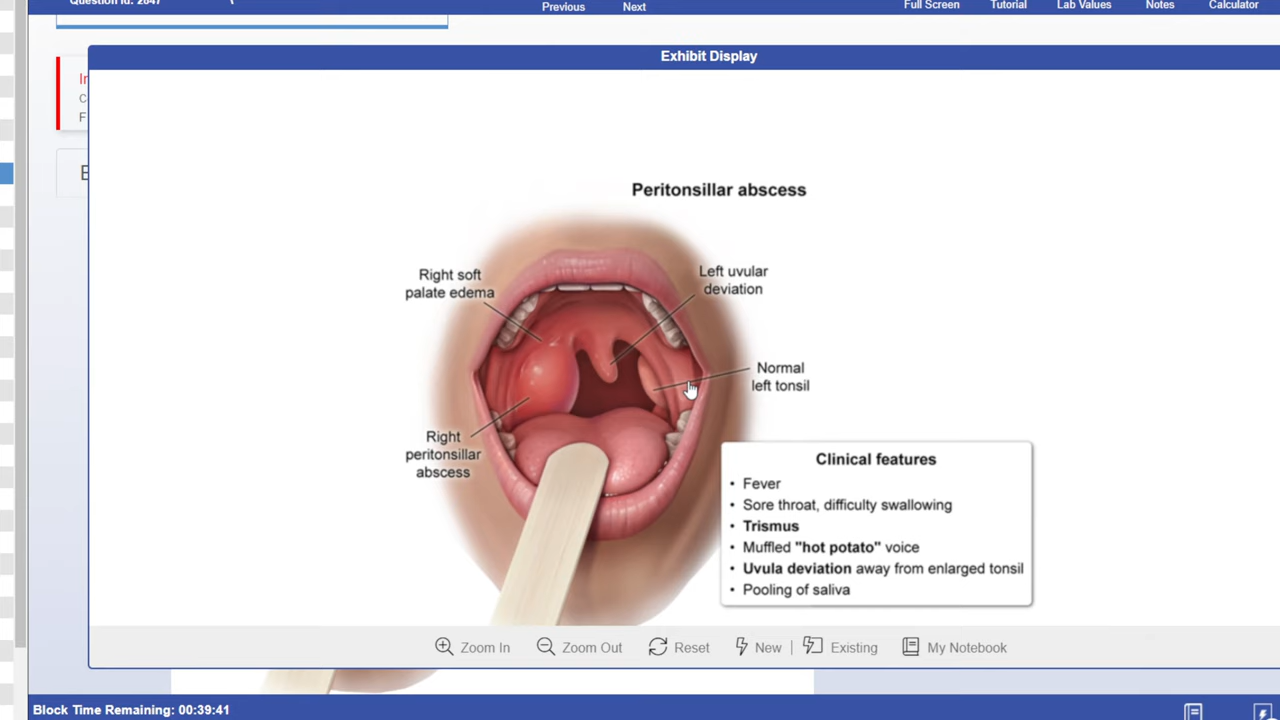 Question Id: 2847
Previous
Next
Full Screen
Tutorial
Lab Values
Notes
Calculator
Exhibit Display
Peritonsillar abscess
Right soft
palate edema
Left uvular
deviation
Normal
left tonsil
Right
peritonsillar
abscess
Clinical features
• Fever
• Sore throat, difficulty swallowing
• Trismus
• Muffled "hot potato" voice
• Uvula deviation away from enlarged tonsil
• Pooling of saliva
Zoom In
Zoom Out
Reset
New
Existing
My Notebook
Block Time Remaining: 00:39:41